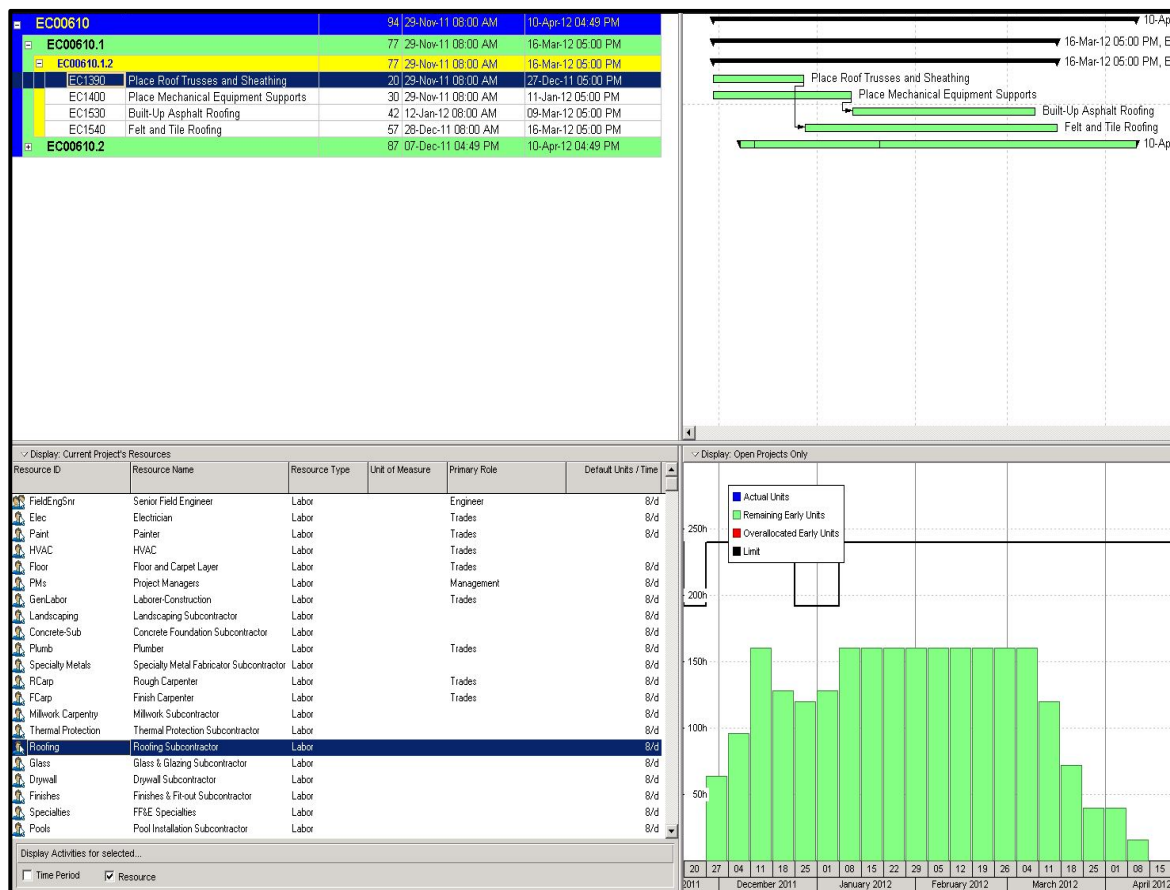 EC00610 94 29-Nov-11 08:00 AM 10-Apr-12 04:49 PM
EC00610.1 77 29-Nov-11 08:00 AM 16-Mar-12 05:00 PM
EC00610.1.2 77 29-Nov-11 08:00 AM 16-Mar-12 05:00 PM
EC1390 Place Roof Trusses and Sheathing 20 29-Nov-11 08:00 AM 27-Dec-11 05:00 PM
EC1400 Place Mechanical Equipment Supports 30 29-Nov-11 08:00 AM 11-Jan-12 05:00 PM
EC1530 Built-Up Asphalt Roofing 42 12-Jan-12 08:00 AM 09-Mar-12 05:00 PM
EC1540 Felt and Tile Roofing 57 28-Dec-11 08:00 AM 16-Mar-12 05:00 PM
EC00610.2 87 07-Dec-11 04:49 PM 10-Apr-12 04:49 PM
10-Ap
16-Mar-12 05:00 PM, E
16-Mar-12 05:00 PM, E
Place Roof Trusses and Sheathing
Place Mechanical Equipment Supports
Built-Up Asphalt Roofing
Felt and Tile Roofing
10-Ap
Display: Current Project's Resources
Resource ID Resource Name Resource Type Unit of Measure Primary Role Default Units / Time
FieldEngSnr Senior Field Engineer Labor Engineer 8/d
Elec Electrician Labor Trades 8/d
Paint Painter Labor Trades 8/d
HVAC HVAC Labor Trades
Floor Floor and Carpet Layer Labor Trades 8/d
PMs Project Managers Labor Management 8/d
GenLabor Laborer-Construction Labor Trades 8/d
Landscaping Landscaping Subcontractor Labor 8/d
Concrete-Sub Concrete Foundation Subcontractor Labor 8/d
Plumb Plumber Labor Trades 8/d
Specialty Metals Specialty Metal Fabricator Subcontractor Labor 8/d
RCarp Rough Carpenter Labor Trades 8/d
FCarp Finish Carpenter Labor Trades 8/d
Millwork Carpentry Millwork Subcontractor Labor 8/d
Thermal Protection Thermal Protection Subcontractor Labor 8/d
Roofing Roofing Subcontractor Labor 8/d
Glass Glass & Glazing Subcontractor Labor 8/d
Drywall Drywall Subcontractor Labor 8/d
Finishes Finishes & Fit-out Subcontractor Labor 8/d
Specialties FF&E Specialties Labor 8/d
Pools Pool Installation Subcontractor Labor 8/d
Display Activities for selected...
Time Period Resource
Display: Open Projects Only
Actual Units
Remaining Early Units
Overallocated Early Units
Limit
250h
200h
150h
100h
50h
20 27 04 11 18 25 01 08 15 22 29 05 12 19 26 04 11 18 25 01 08 15
2011 December 2011 January 2012 February 2012 March 2012 April 2012